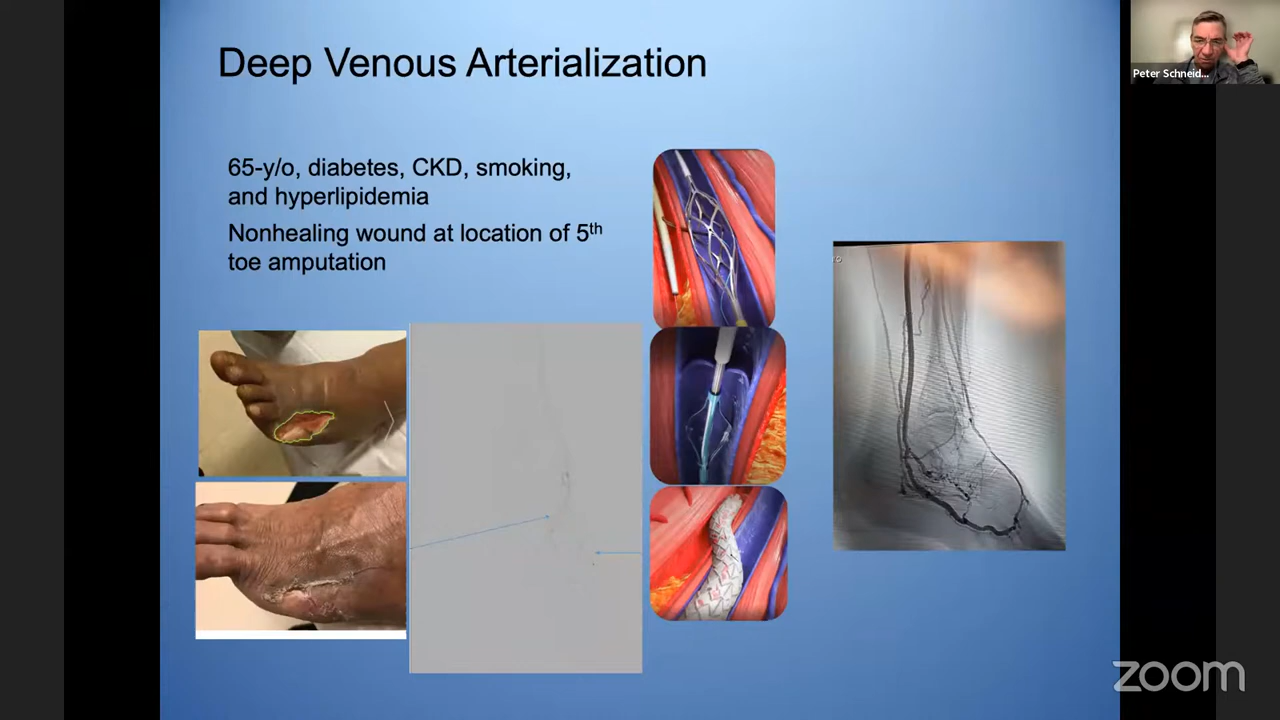 Deep Venous Arterialization
Peter Schneid...
65-y/o, diabetes, CKD, smoking,
and hyperlipidemia
Nonhealing wound at location of 5th
toe amputation
zoom